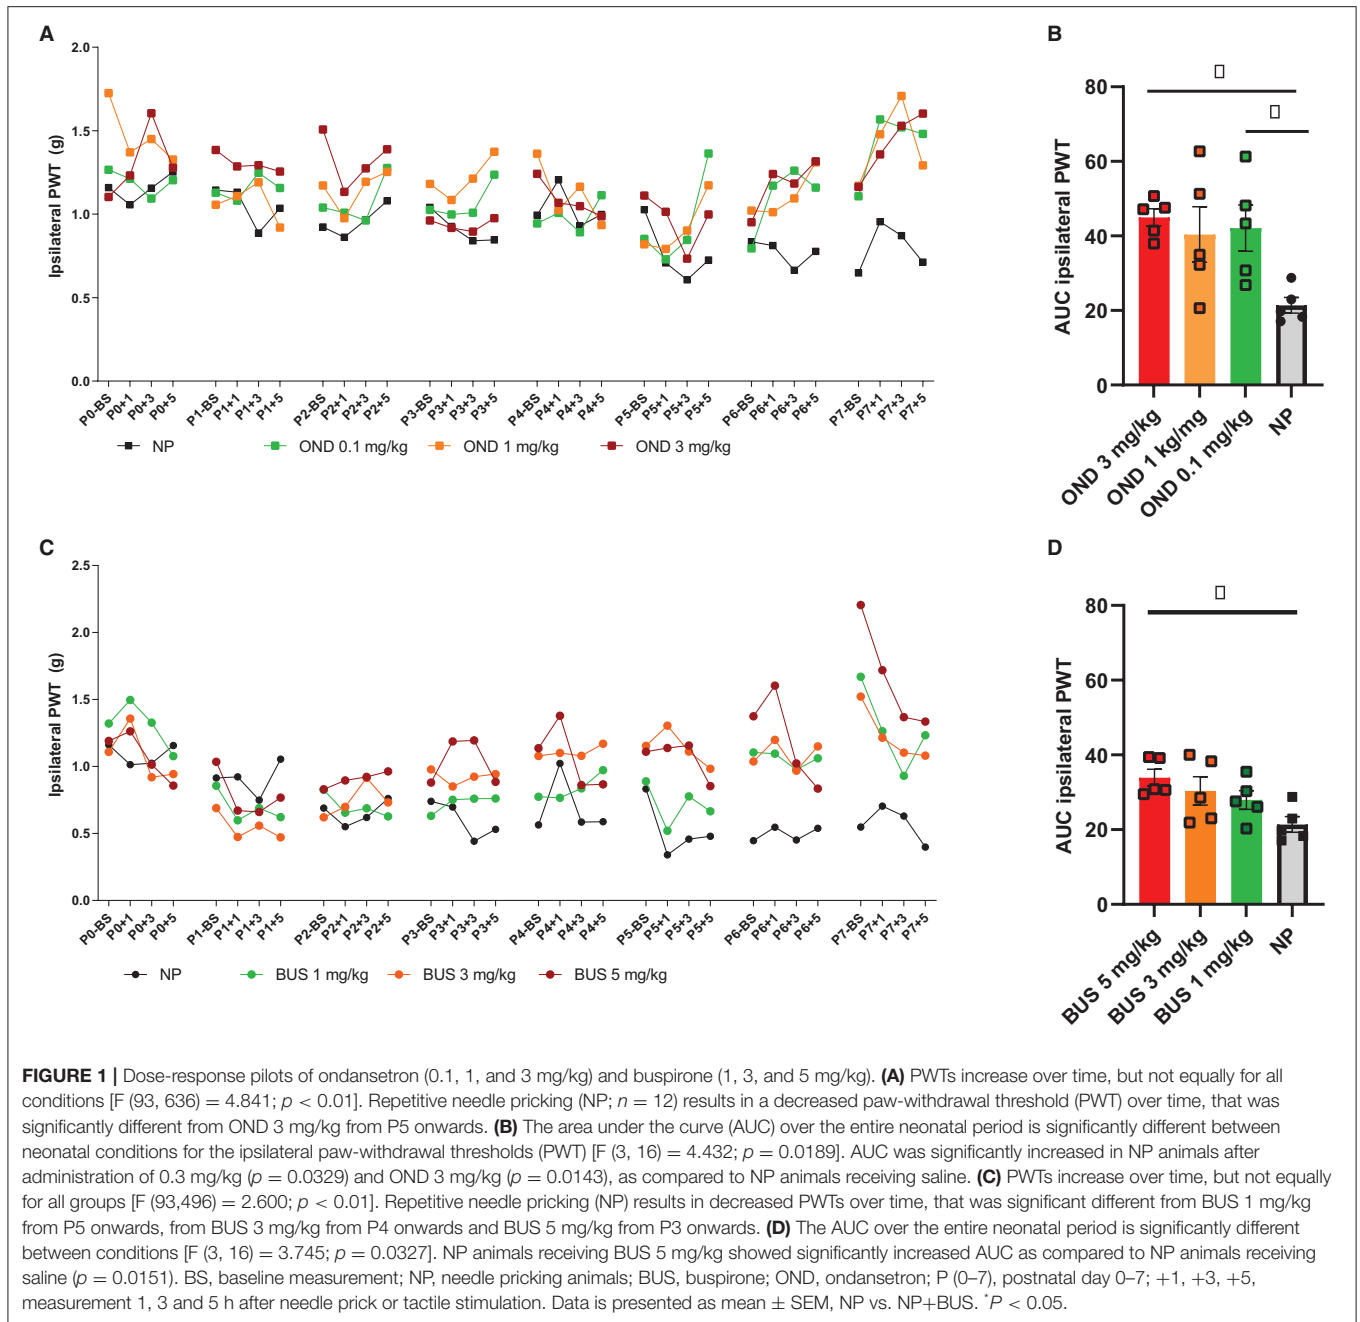 A
2.0
1.5
1.0
0.5
0.0
Ipsilateral PWT (g)
P0-BS P0+1 P0+3 P0+5 P1-BS P1+1 P1+3 P1+5 P2-BS P2+1 P2+3 P2+5 P3-BS P3+1 P3+3 P3+5 P4-BS P4+1 P4+3 P4+5 P5-BS P5+1 P5+3 P5+5 P6-BS P6+1 P6+3 P6+5 P7-BS P7+1 P7+3 P7+5
NP OND 0.1 mg/kg OND 1 mg/kg OND 3 mg/kg
B
80
60
40
20
0
AUC ipsilateral PWT
OND 3 mg/kg
OND 1 kg/mg
OND 0.1 mg/kg
NP
C
2.5
2.0
1.5
1.0
0.5
0.0
Ipsilateral PWT (g)
P0-BS P0+1 P0+3 P0+5 P1-BS P1+1 P1+3 P1+5 P2-BS P2+1 P2+3 P2+5 P3-BS P3+1 P3+3 P3+5 P4-BS P4+1 P4+3 P4+5 P5-BS P5+1 P5+3 P5+5 P6-BS P6+1 P6+3 P6+5 P7-BS P7+1 P7+3 P7+5
NP BUS 1 mg/kg BUS 3 mg/kg BUS 5 mg/kg
D
80
60
40
20
0
AUC ipsilateral PWT
BUS 5 mg/kg
BUS 3 mg/kg
BUS 1 mg/kg
NP
FIGURE 1 | Dose-response pilots of ondansetron (0.1, 1, and 3 mg/kg) and buspirone (1, 3, and 5 mg/kg). (A) PWTs increase over time, but not equally for all
conditions [F (93, 636) = 4.841; p < 0.01]. Repetitive needle pricking (NP; n = 12) results in a decreased paw-withdrawal threshold (PWT) over time, that was
significantly different from OND 3 mg/kg from P5 onwards. (B) The area under the curve (AUC) over the entire neonatal period is significantly different between
neonatal conditions for the ipsilateral paw-withdrawal thresholds (PWT) [F (3, 16) = 4.432; p = 0.0189]. AUC was significantly increased in NP animals after
administration of 0.3 mg/kg (p = 0.0329) and OND 3 mg/kg (p = 0.0143), as compared to NP animals receiving saline. (C) PWTs increase over time, but not equally
for all groups [F (93,496) = 2.600; p < 0.01]. Repetitive needle pricking (NP) results in decreased PWTs over time, that was significant different from BUS 1 mg/kg
from P5 onwards, from BUS 3 mg/kg from P4 onwards and BUS 5 mg/kg from P3 onwards. (D) The AUC over the entire neonatal period is significantly different
between conditions [F (3, 16) = 3.745; p = 0.0327]. NP animals receiving BUS 5 mg/kg showed significantly increased AUC as compared to NP animals receiving
saline (p = 0.0151). BS, baseline measurement; NP, needle pricking animals; BUS, buspirone; OND, ondansetron; P (0–7), postnatal day 0–7; +1, +3, +5,
measurement 1, 3 and 5 h after needle prick or tactile stimulation. Data is presented as mean ± SEM, NP vs. NP+BUS. *P < 0.05.